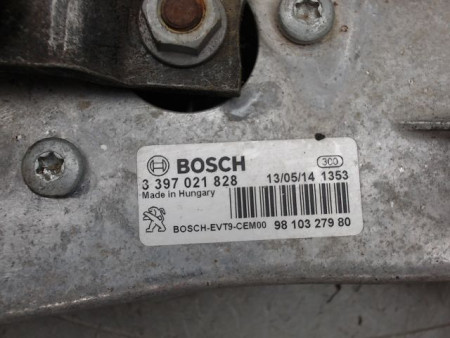 BOSCH 3C0
3 397 021 828 13/05/14 1353
Made in Hungary
BOSCH-EVT9-CEM00 98 103 279 80